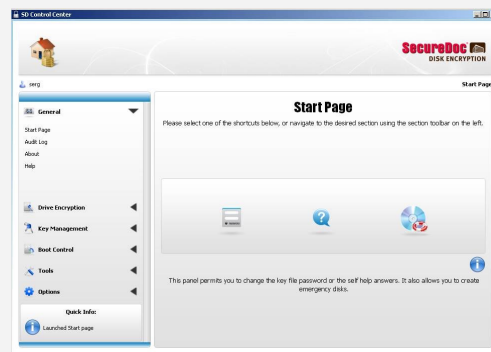 SD Control Center
SecureDoc
DISK ENCRYPTION
serg
Start Page
General
Start Page
Audit Log
About
Help
Drive Encryption
Key Management
Boot Control
Tools
Options
Quick Info:
Launched Start page
Start Page
Please select one of the shortcuts below, or navigate to the desired section using the section toolbar on the left.
This panel permits you to change the key file password or the self help answers. It also allows you to create
emergency disks.